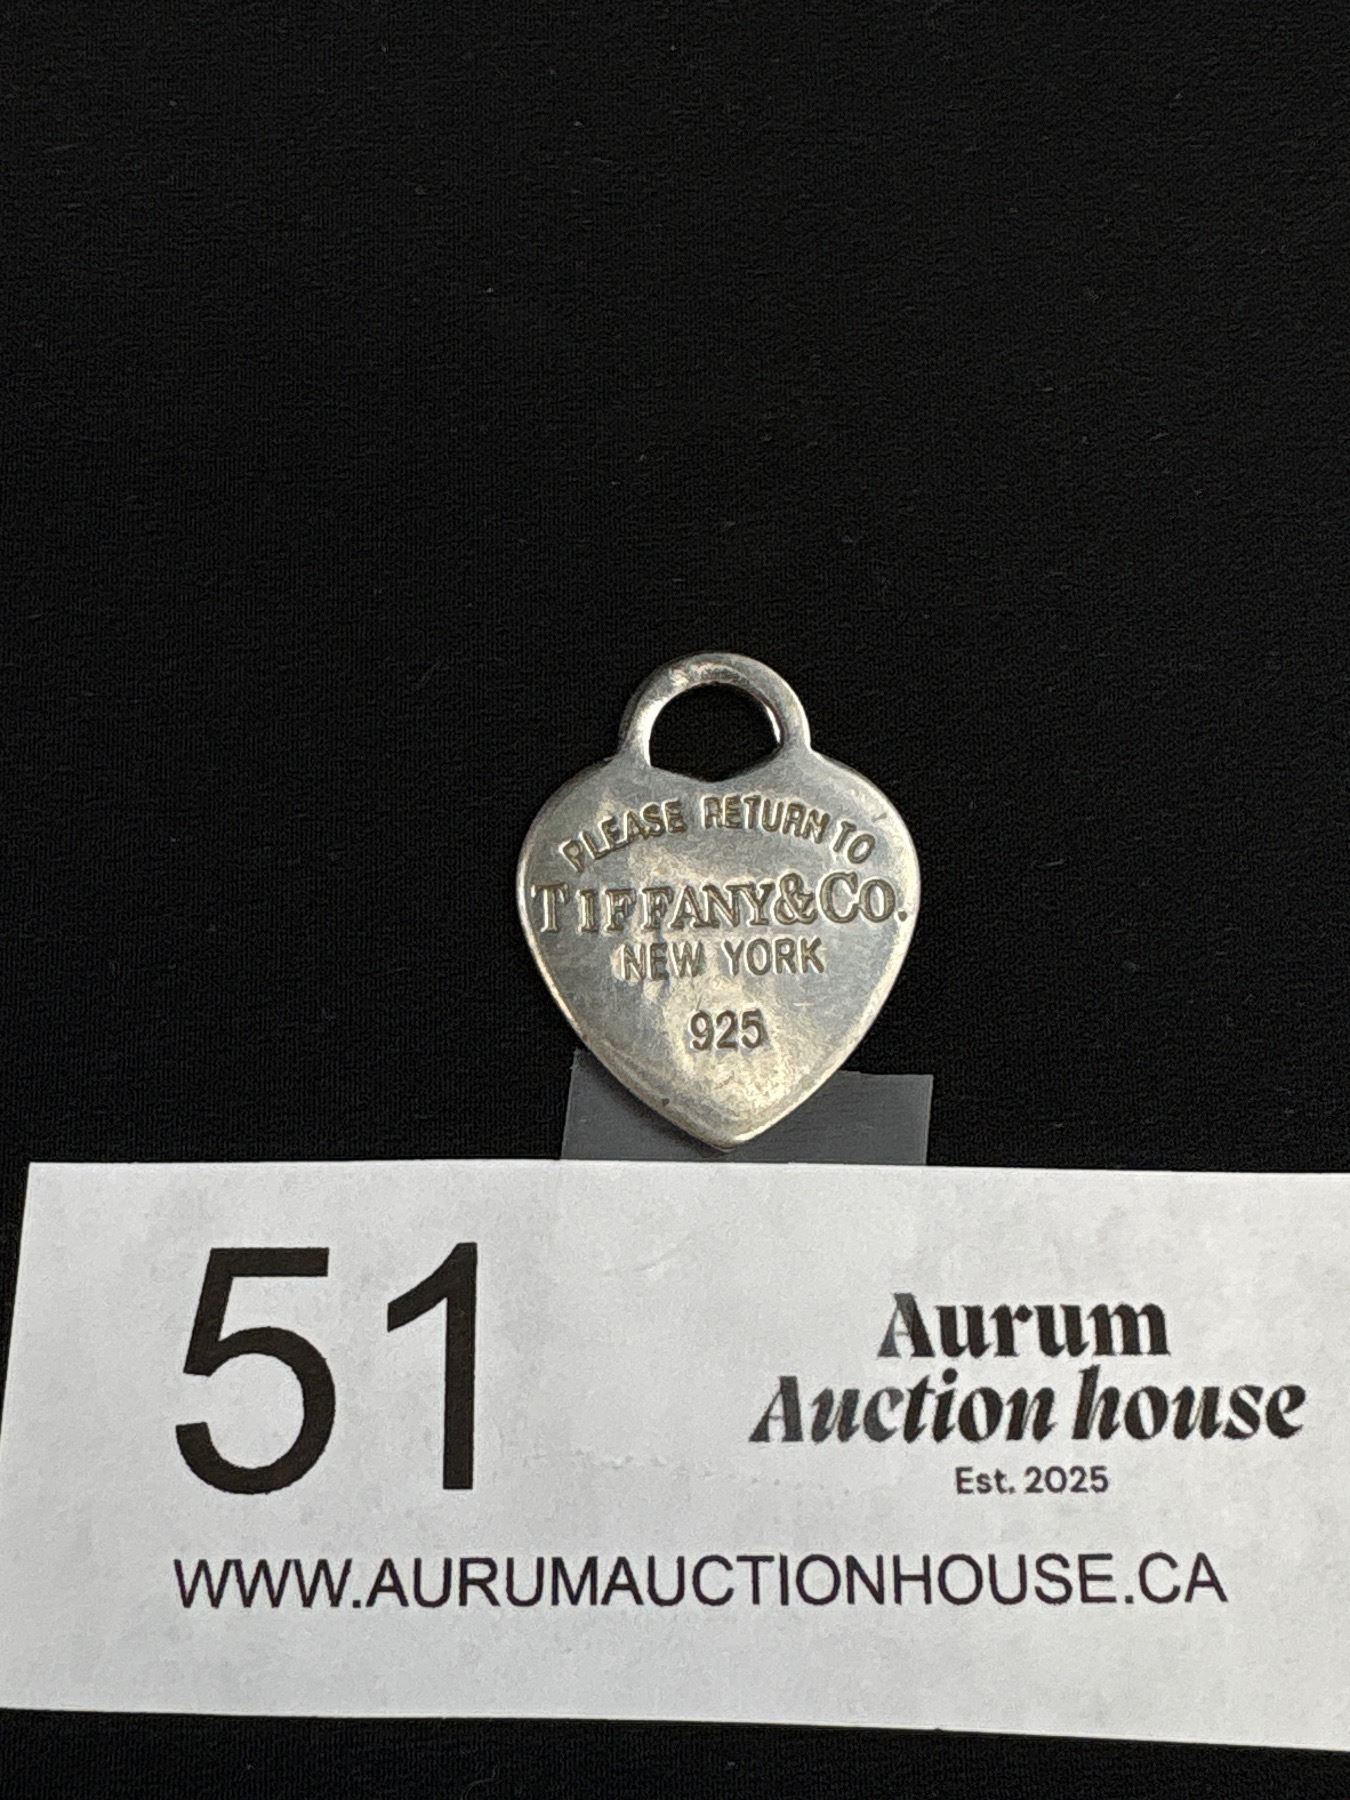 PLEASE RETURN TO
TIFFANY & CO.
NEW YORK
925
51
Aurum
Auction house
Est. 2025
WWW.AURUMAUCTIONHOUSE.CA